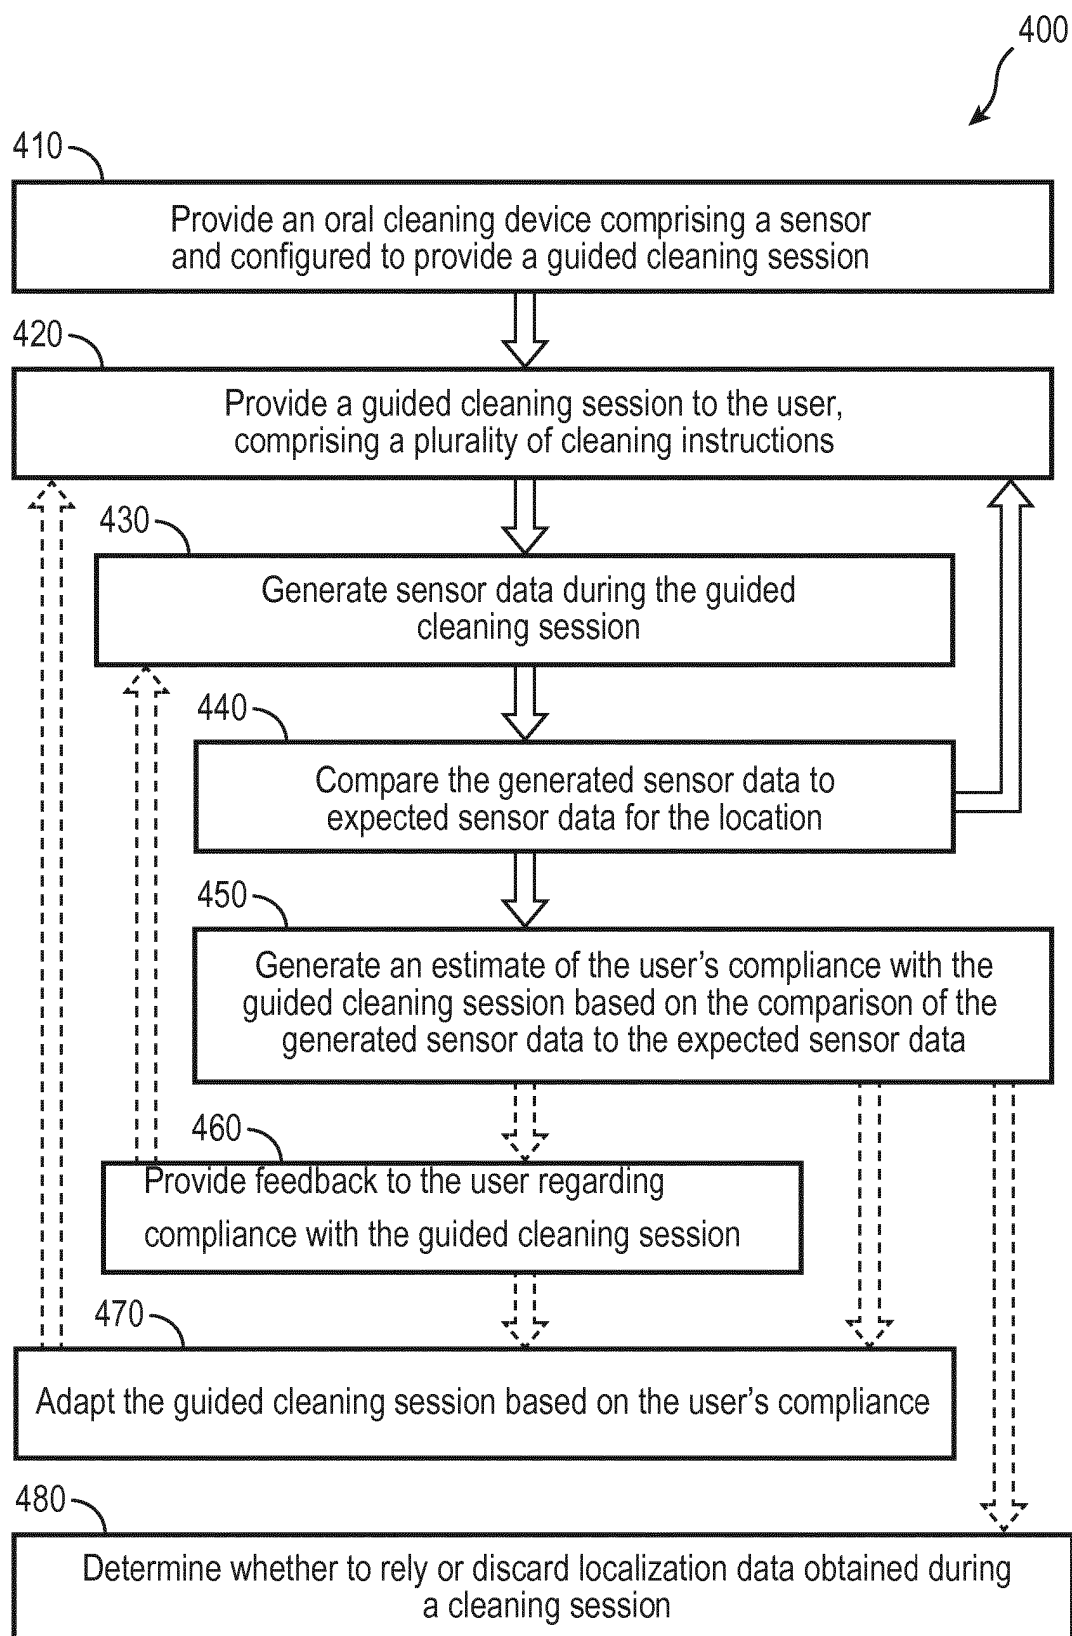 400
410
Provide an oral cleaning device comprising a sensor
and configured to provide a guided cleaning session
420
Provide a guided cleaning session to the user,
comprising a plurality of cleaning instructions
430
Generate sensor data during the guided
cleaning session
440
Compare the generated sensor data to
expected sensor data for the location
450
Generate an estimate of the user's compliance with the
guided cleaning session based on the comparison of the
generated sensor data to the expected sensor data
460
Provide feedback to the user regarding
compliance with the guided cleaning session
470
Adapt the guided cleaning session based on the user's compliance
480
Determine whether to rely or discard localization data obtained during
a cleaning session